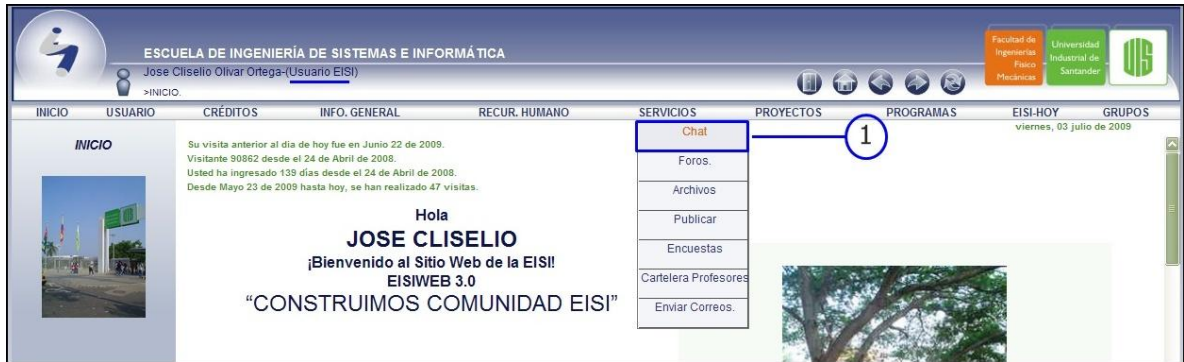 ESCUELA DE INGENIERÍA DE SISTEMAS E INFORMÁTICA
Jose Cliselio Olivar Ortega-(Usuario EISI)
>INICIO.
Facultad de
Ingenierías
Físico
Mecánicas
Universidad
Industrial de
Santander
UIS
INICIO USUARIO CRÉDITOS INFO. GENERAL RECUR. HUMANO SERVICIOS PROYECTOS PROGRAMAS EISI-HOY GRUPOS
viernes, 03 julio de 2009
INICIO
Su visita anterior al día de hoy fue en Junio 22 de 2009.
Visitante 90862 desde el 24 de Abril de 2008.
Usted ha ingresado 139 días desde el 24 de Abril de 2008.
Desde Mayo 23 de 2009 hasta hoy, se han realizado 47 visitas.
Hola
JOSE CLISELIO
¡Bienvenido al Sitio Web de la EISI!
EISIWEB 3.0
“CONSTRUIMOS COMUNIDAD EISI”
Chat
1
Foros.
Archivos
Publicar
Encuestas
Cartelera Profesores
Enviar Correos.